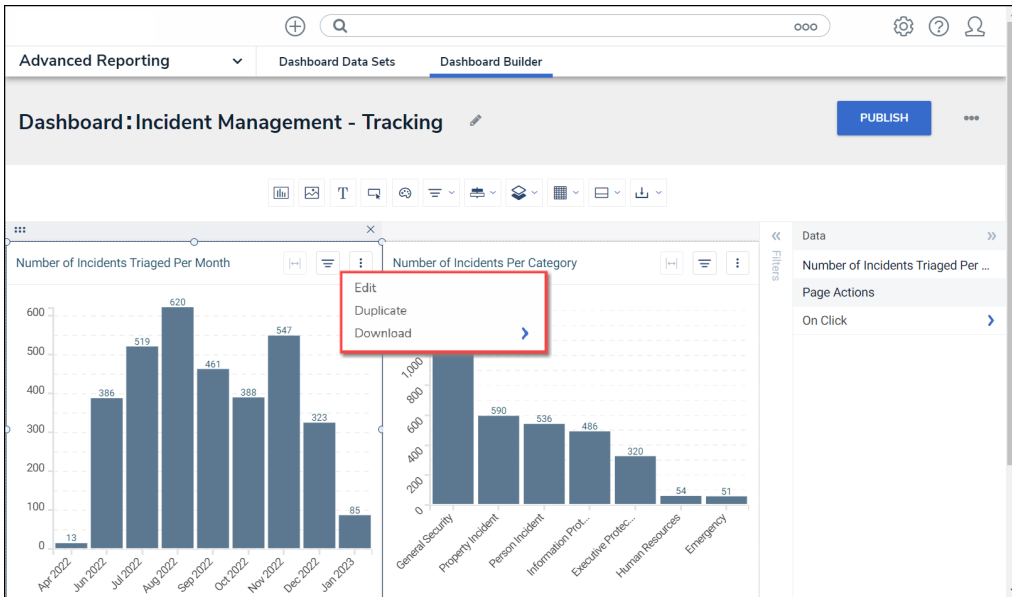 Advanced Reporting
Dashboard Data Sets
Dashboard Builder
Dashboard:Incident Management - Tracking
PUBLISH
T
Number of Incidents Triaged Per Month
Number of Incidents Per Category
Filters
Data
Number of Incidents Triaged Per ...
Page Actions
On Click
Edit
Duplicate
Download
600
500
400
300
200
100
0
13
386
519
620
461
388
547
323
85
Apr 2022
Jun 2022
Jul 2022
Aug 2022
Sep 2022
Oct 2022
Nov 2022
Dec 2022
Jan 2023
1,000
800
600
400
200
0
590
536
486
320
54
51
General Security
Property Incident
Person Incident
Information Prot...
Executive Protec...
Human Resources
Emergency